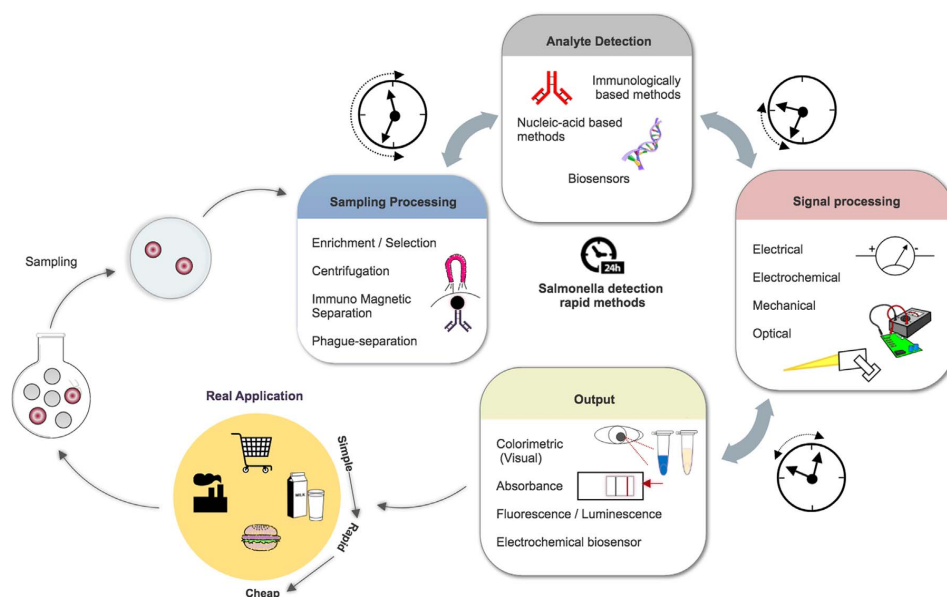 Analyte Detection
Immunologically
based methods
Nucleic-acid based
methods
Biosensors
Sampling Processing
Enrichment / Selection
Centrifugation
Immuno Magnetic
Separation
Phague-separation
24h
Salmonella detection
rapid methods
Signal processing
+
-
Electrical
Electrochemical
Mechanical
Optical
Sampling
Real Application
MILK
Simple
Rapid
Cheap
Output
Colorimetric
(Visual)
Absorbance
Fluorescence / Luminescence
Electrochemical biosensor